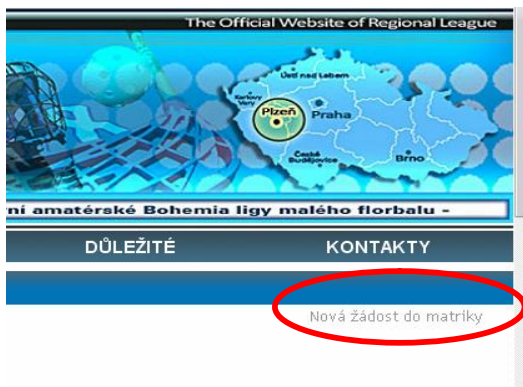 The Official Website of Regional League
Ústí nad Labem
Karlovy
Vary
Plzeň
Praha
České
Budějovice
Brno
ní amatérské Bohemia ligy malého florbalu -
DŮLEŽITÉ
KONTAKTY
Nová žádost do matriky